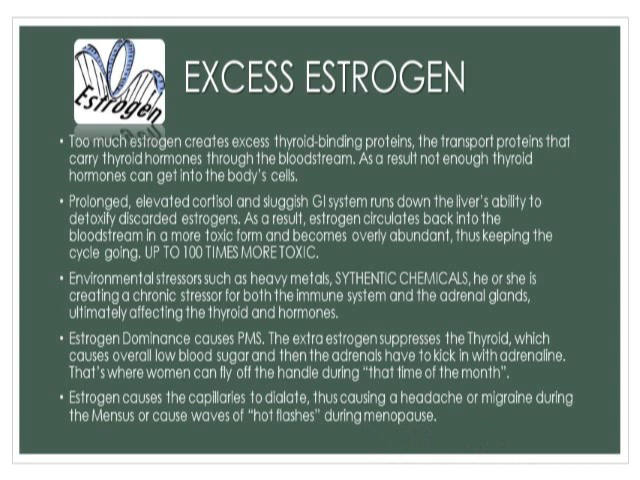 Estrogen
EXCESS ESTROGEN
• Too much estrogen creates excess thyroid-binding proteins, the transport proteins that
carry thyroid hormones through the bloodstream. As a result not enough thyroid
hormones can get into the body's cells.
• Prolonged, elevated cortisol and sluggish GI system runs down the liver's ability to
detoxify discarded estrogens. As a result, estrogen circulates back into the
bloodstream in a more toxic form and becomes overly abundant, thus keeping the
cycle going. UP TO 100 TIMES MORE TOXIC.
• Environmental stressors such as heavy metals, SYTHENTIC CHEMICALS, he or she is
creating a chronic stressor for both the immune system and the adrenal glands,
ultimately affecting the thyroid and hormones.
• Estrogen Dominance causes PMS. The extra estrogen suppresses the Thyroid, which
causes overall low blood sugar and then the adrenals have to kick in with adrenaline.
That's where women can fly off the handle during "that time of the month".
• Estrogen causes the capillaries to dialate, thus causing a headache or migraine during
the Mensus or cause waves of "hot flashes" during menopause.